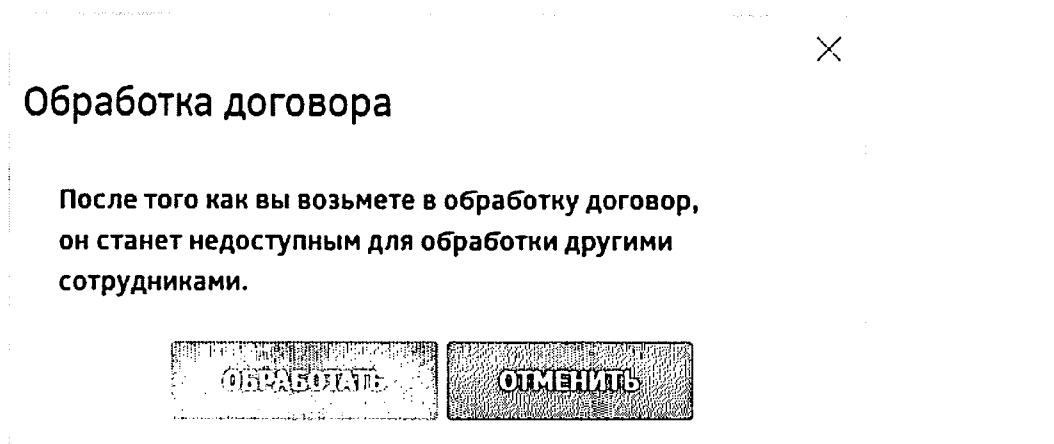 Обработка договора
После того как вы возьмете в обработку договор,
он станет недоступным для обработки другими
сотрудниками.
ОБРАБОТАТЬ ОТМЕНИТЬ